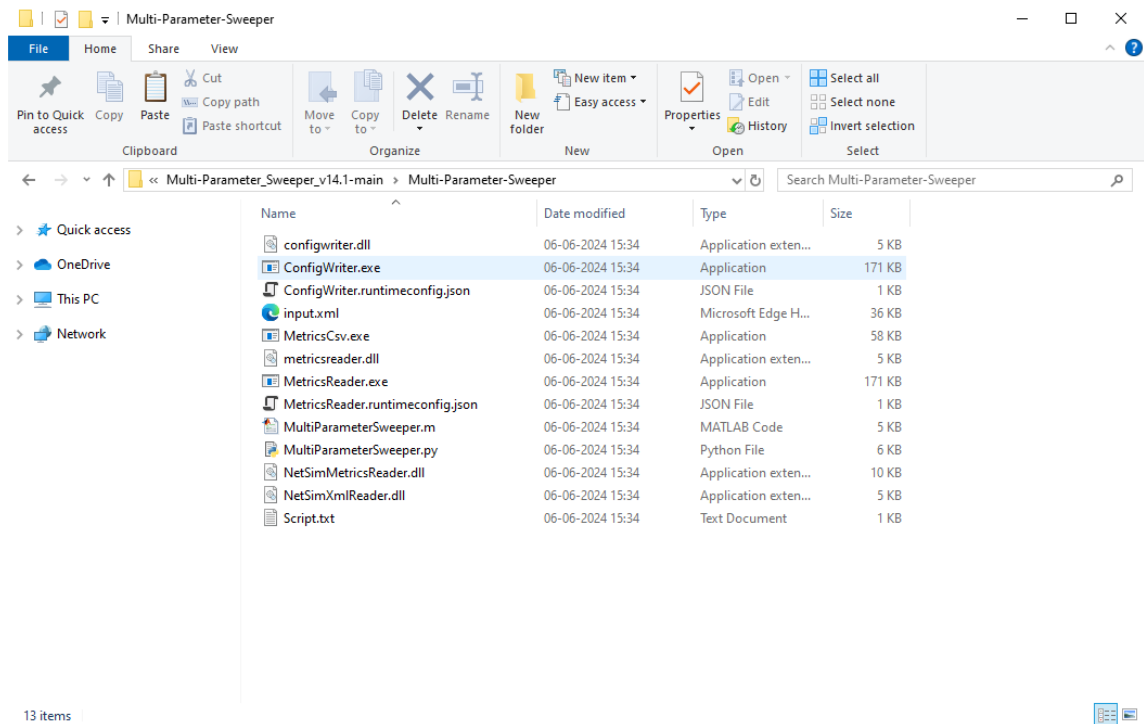 Multi-Parameter-Sweeper
File Home Share View
Pin to Quick access
Copy
Paste
Cut
Copy path
Paste shortcut
Clipboard
Move to
Copy to
Delete
Rename
Organize
New folder
New item
Easy access
New
Properties
Open
Edit
History
Open
Select all
Select none
Invert selection
Select
« Multi-Parameter_Sweeper_v14.1-main > Multi-Parameter-Sweeper
Search Multi-Parameter-Sweeper
Quick access
OneDrive
This PC
Network
Name Date modified Type Size
configwriter.dll 06-06-2024 15:34 Application exten... 5 KB
ConfigWriter.exe 06-06-2024 15:34 Application 171 KB
ConfigWriter.runtimeconfig.json 06-06-2024 15:34 JSON File 1 KB
input.xml 06-06-2024 15:34 Microsoft Edge H... 36 KB
MetricsCsv.exe 06-06-2024 15:34 Application 58 KB
metricsreader.dll 06-06-2024 15:34 Application exten... 5 KB
MetricsReader.exe 06-06-2024 15:34 Application 171 KB
MetricsReader.runtimeconfig.json 06-06-2024 15:34 JSON File 1 KB
MultiParameterSweeper.m 06-06-2024 15:34 MATLAB Code 5 KB
MultiParameterSweeper.py 06-06-2024 15:34 Python File 6 KB
NetSimMetricsReader.dll 06-06-2024 15:34 Application exten... 10 KB
NetSimXmlReader.dll 06-06-2024 15:34 Application exten... 5 KB
Script.txt 06-06-2024 15:34 Text Document 1 KB
13 items